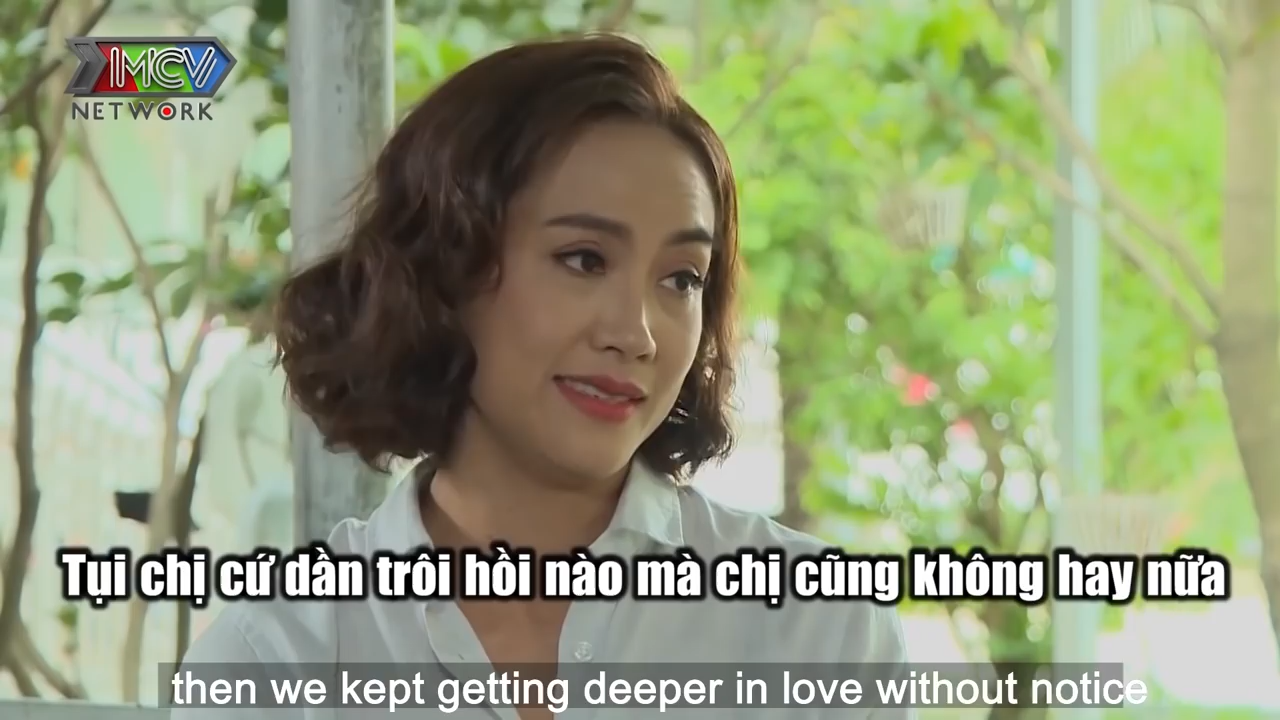 MCV
NETWORK
Tụi chị cứ dần trôi hồi nào mà chị cũng không hay nữa
then we kept getting deeper in love without notice